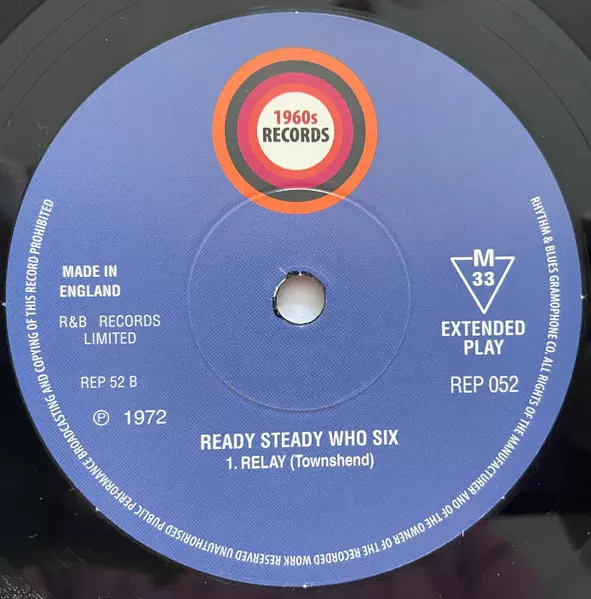 1960s
RECORDS
MADE IN
ENGLAND
R&B RECORDS
LIMITED
REP 52 B
℗ 1972
M
33
EXTENDED
PLAY
REP 052
READY STEADY WHO SIX
1. RELAY (Townshend)
RHYTHM & BLUES GRAMOPHONE CO. ALL RIGHTS OF THE MANUFACTURER AND OF THE OWNER OF THE RECORDED WORK RESERVED UNAUTHORISED PUBLIC PERFORMANCE BROADCASTING AND COPYING OF THIS RECORD PROHIBITED